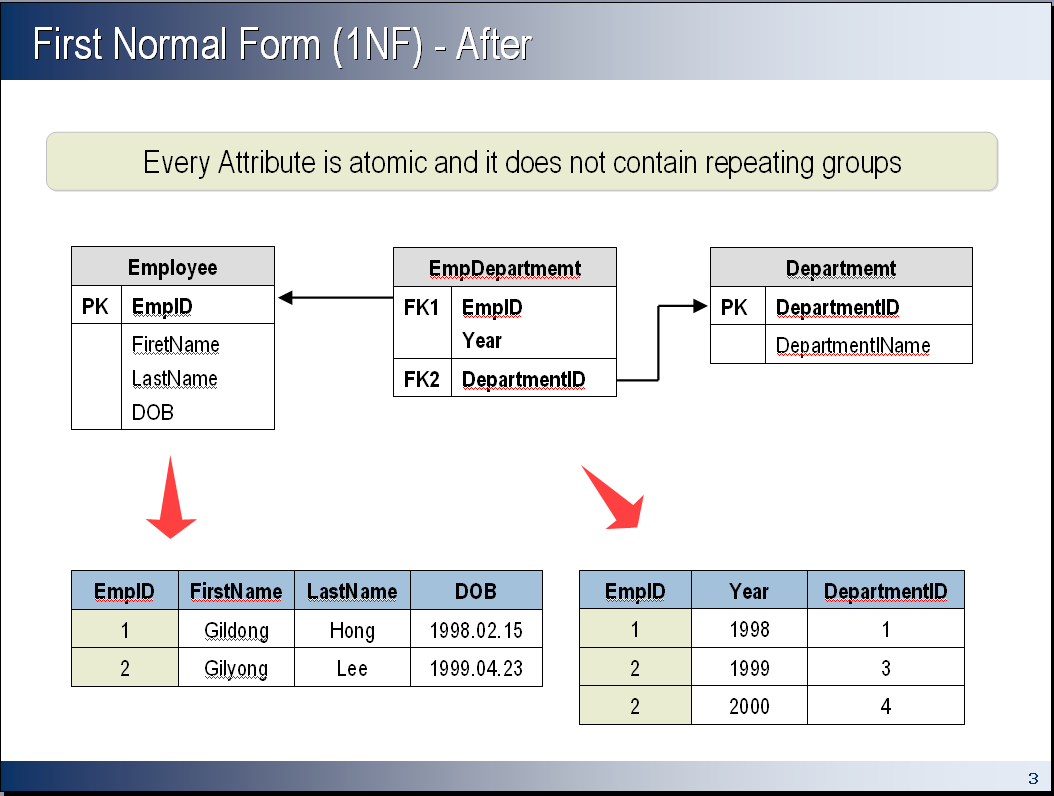 First Normal Form (1NF) - After
Every Attribute is atomic and it does not contain repeating groups
Employee
PK EmpID
FiretName
LastName
DOB
EmpDepartmemt
FK1 EmpID
Year
FK2 DepartmentID
Departmemt
PK DepartmentID
DepartmentlName
EmpID FirstName LastName DOB
1 Gildong Hong 1998.02.15
2 Gilyong Lee 1999.04.23
EmpID Year DepartmentID
1 1998 1
2 1999 3
2 2000 4
3